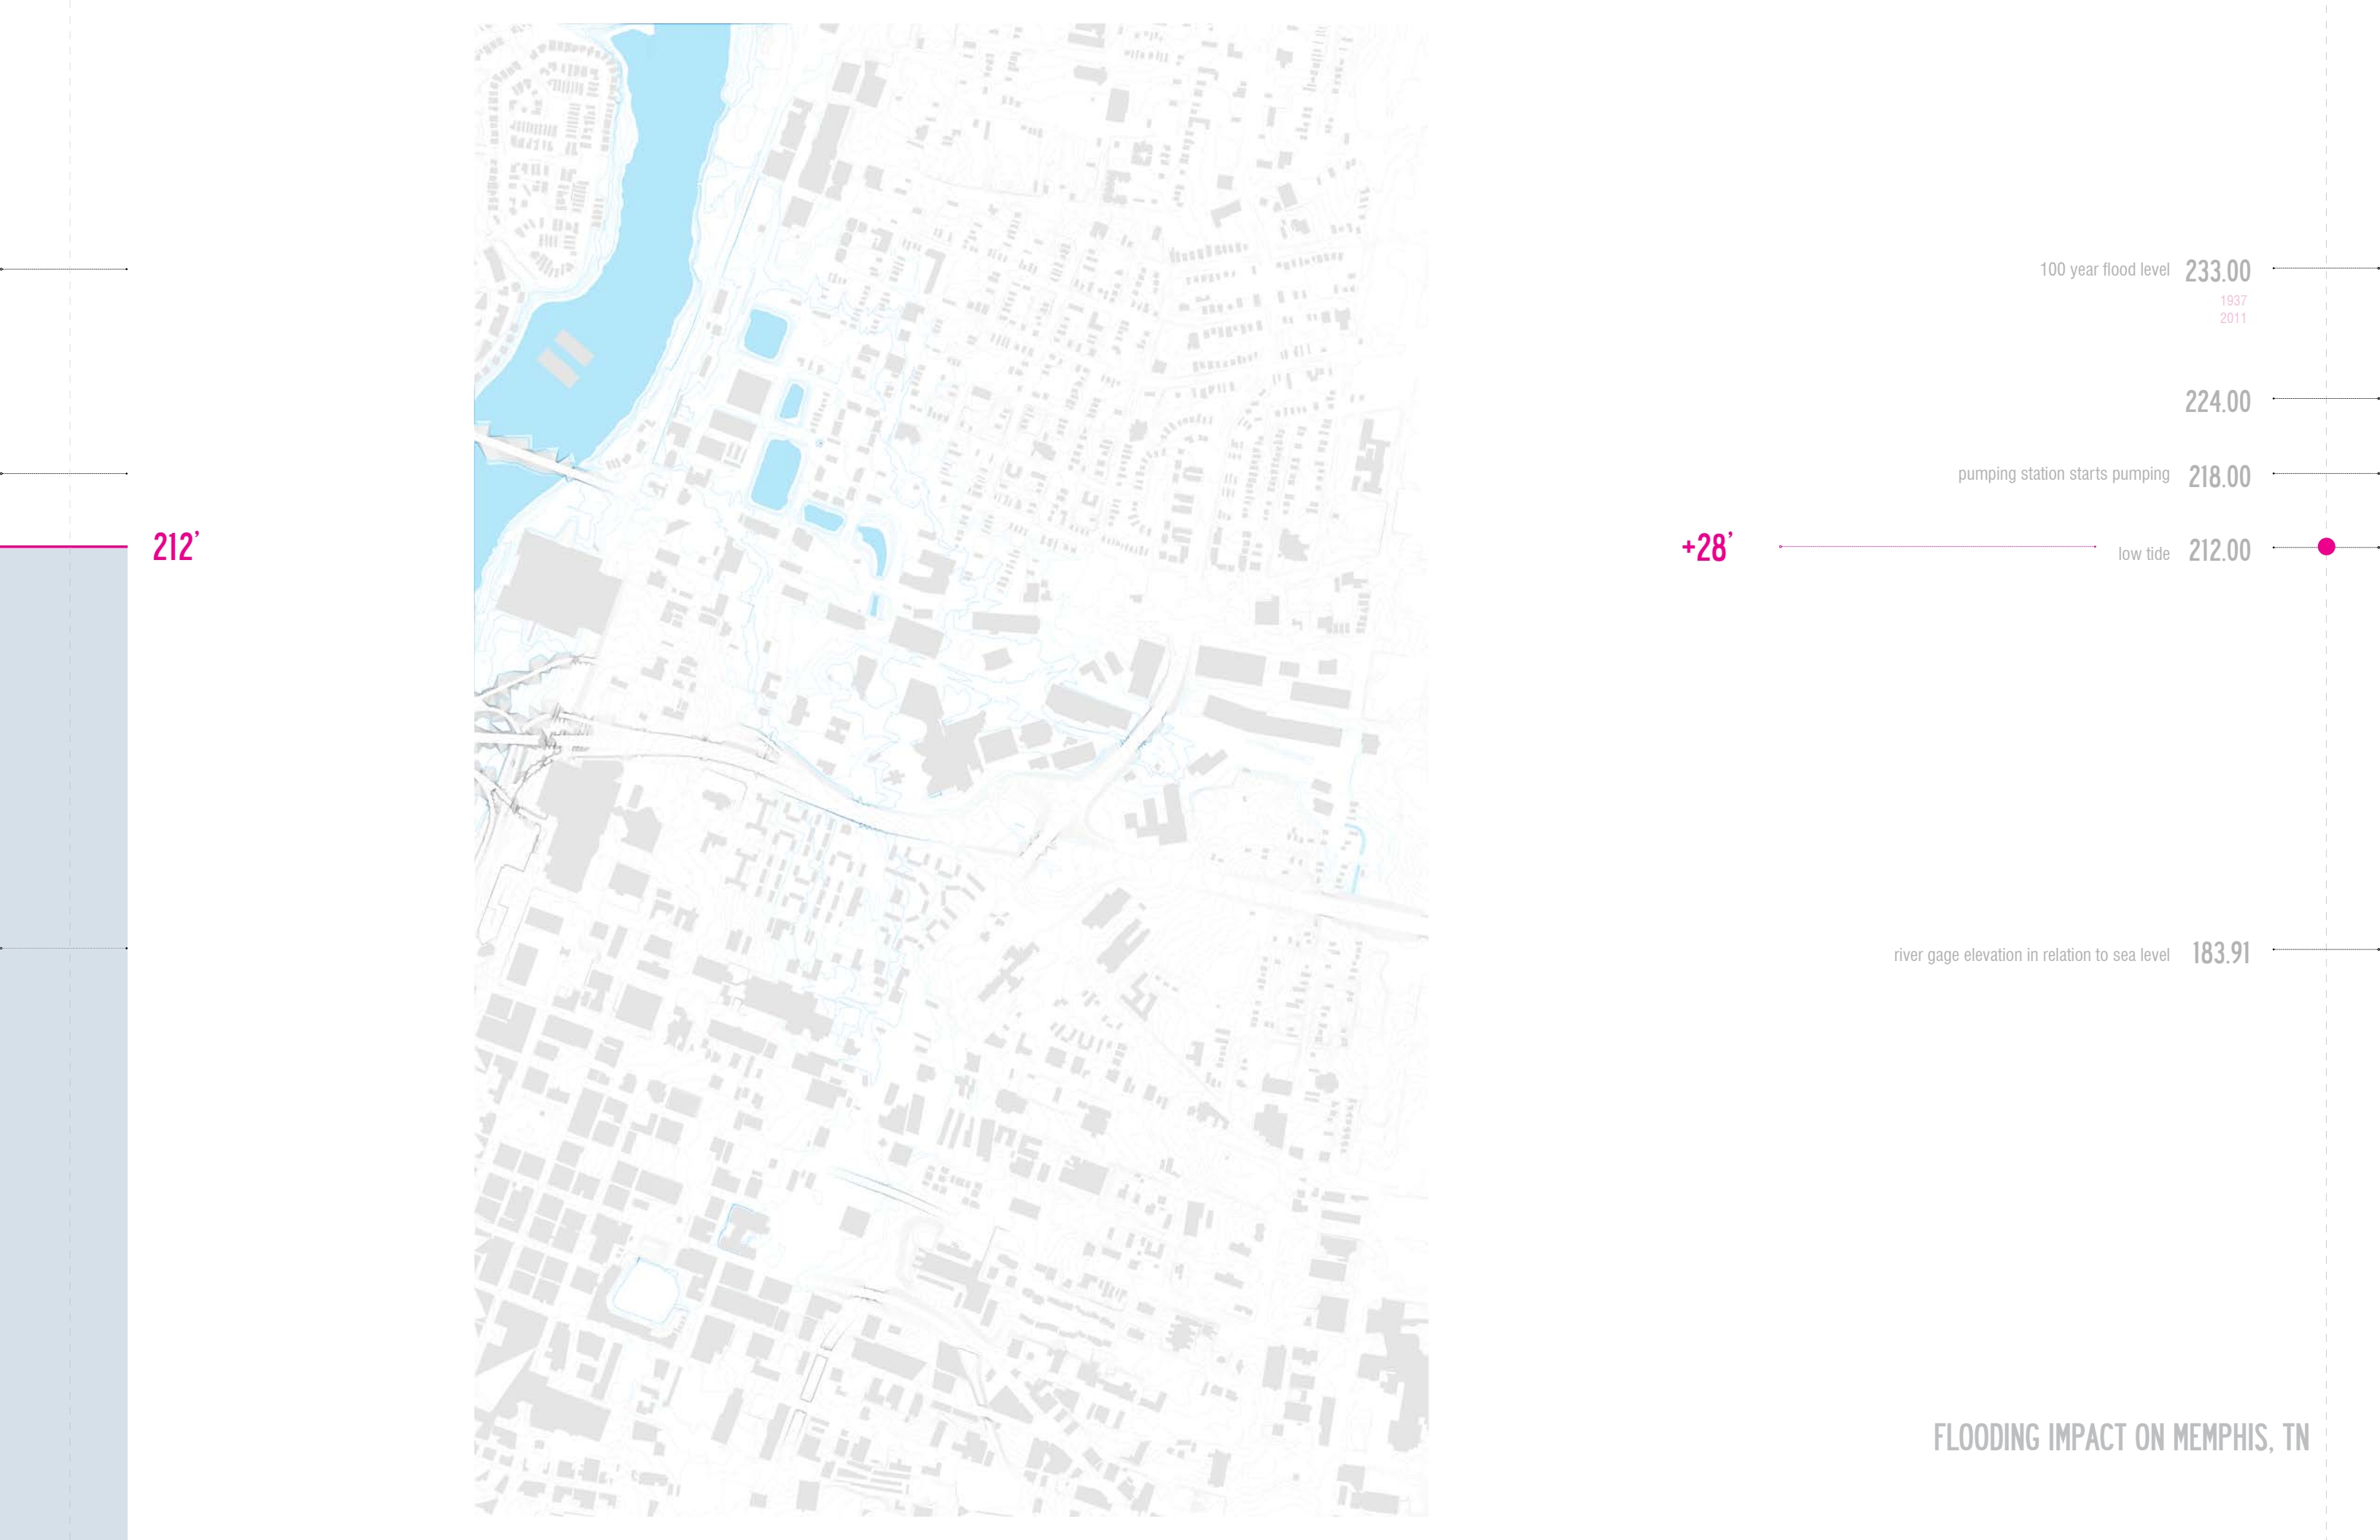 100 year flood level 233.00
1937
2011
224.00
pumping station starts pumping 218.00
212’
+28’ low tide 212.00
river gage elevation in relation to sea level 183.91
FLOODING IMPACT ON MEMPHIS, TN